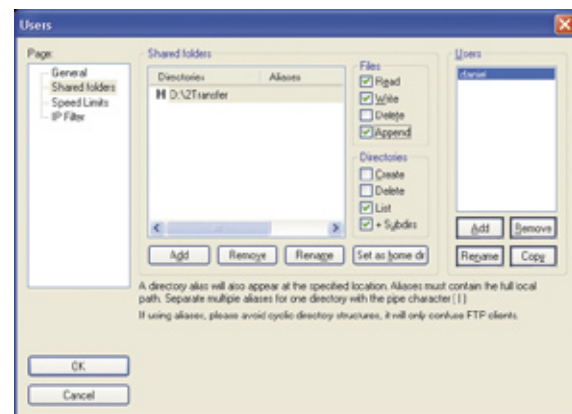 Users
Page:
General
Shared folders
Speed Limits
IP Filter
OK
Cancel
Shared folders
Directories Aliases
H D:\2Transfer
Add Remove Rename Set as home dir
Files
Read
Write
Delete
Append
Directories
Create
Delete
List
+ Subdirs
Users
daniel
Add Remove
Rename Copy
A directory alias will also appear at the specified location. Aliases must contain the full local
path. Separate multiple aliases for one directory with the pipe character ( | )
If using aliases, please avoid cyclic directory structures, it will only confuse FTP clients.